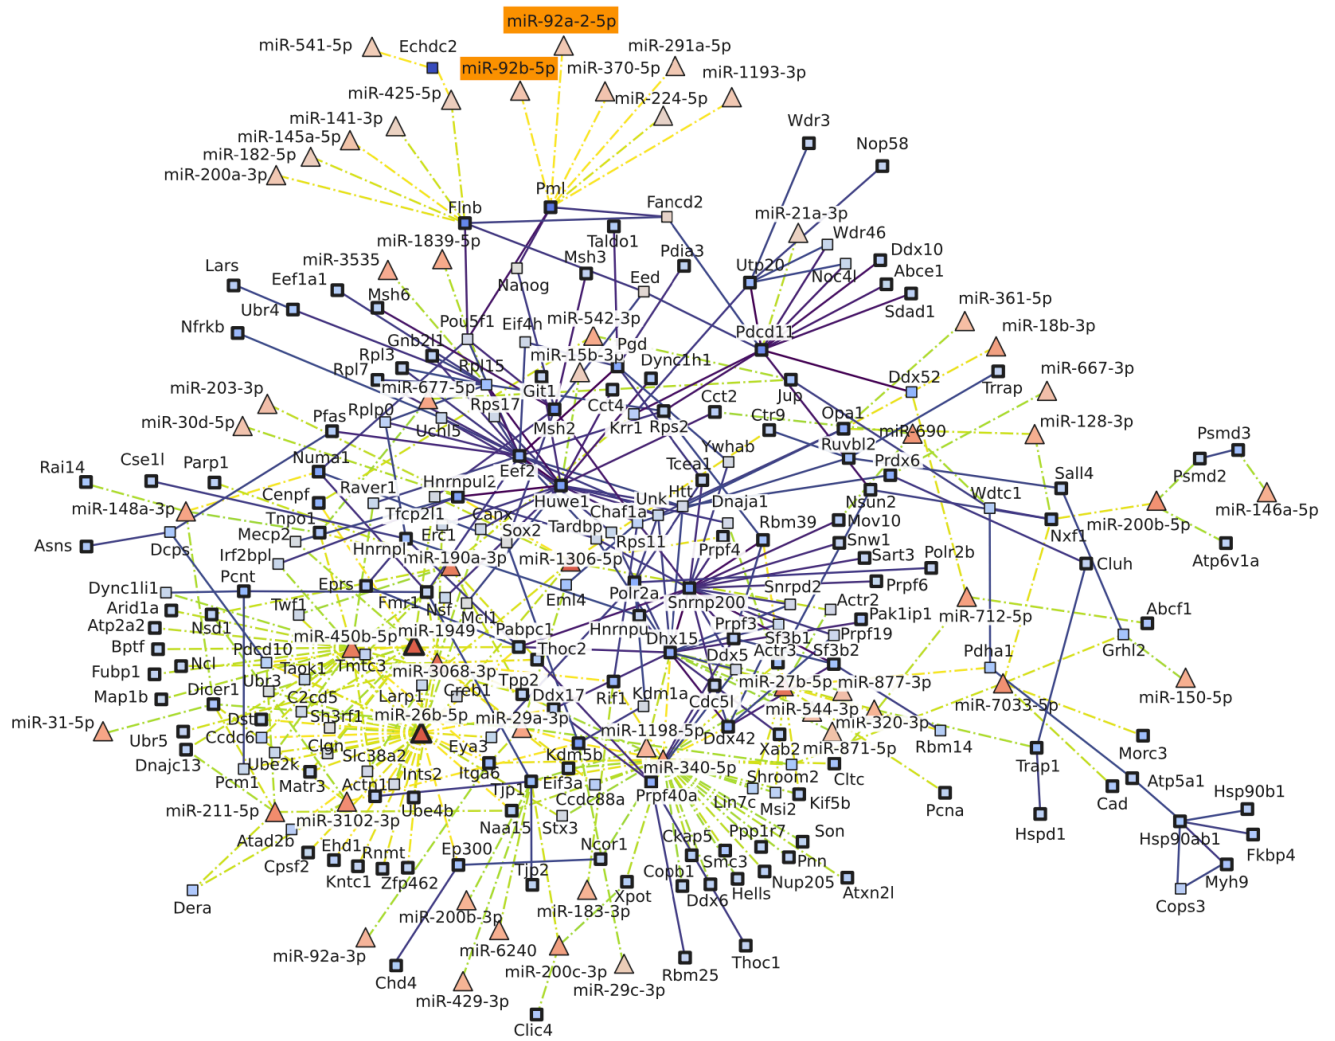 miR-92a-2-5p
miR-541-5p
Echdc2
miR-291a-5p
miR-92b-5p
miR-370-5p
miR-1193-3p
miR-425-5p
miR-224-5p
miR-141-3p
Wdr3
miR-145a-5p
Nop58
miR-182-5p
miR-200a-3p
Pml
Flnb
Fancd2
miR-21a-3p
miR-1839-5p
Taldo1
Wdr46
miR-3535
Msh3
Pdia3
Ddx10
Lars
Utp20
Noc4l
Abce1
Eef1a1
Nanog
Eed
Msh6
miR-361-5p
Ubr4
Sdad1
Nfrkb
Pou5f1
Eif4h
miR-542-3p
miR-18b-3p
Gnb2l1
Pdcd11
Rpl3
miR-15b-3p
Pgd
Dync1h1
Rpl15
miR-667-3p
Rpl7
Trrap
Ddx52
miR-203-3p
miR-677-5p
Git1
Jup
Cct4
Cct2
Rplp0
Rps17
Opa1
miR-30d-5p
Pfas
Uchl5
Msh2
Krr1
Rps2
Ctr9
miR-690
miR-128-3p
Psmd3
Ruvbl2
Ywhab
Numa1
Eef2
Psmd2
Rai14
Cse1l
Parp1
Tcea1
Prdx6
Sall4
Raver1
Hnrnpul2
Cenpf
Huwe1
Unk
Htt
Nsun2
Wdtc1
miR-146a-5p
miR-148a-3p
Tfcp2l1
Canx
Chaf1a
Dnaja1
miR-200b-5p
Tnpo1
Erc1
Sox2
Tardbp
Rbm39
Mov10
Nxf1
Mecp2
Rps11
Asns
Dcps
Hnrnpl
Prpf4
Snw1
Irf2bpl
miR-190a-3p
miR-1306-5p
Sart3
Polr2b
Atp6v1a
Cluh
Pcnt
Eprs
Dync1li1
Eml4
Polr2a
Snrnp200
Snrpd2
Prpf6
Fmr1
Nsf
Arid1a
Twf1
Mcl1
Actr2
Pak1ip1
Abcf1
Atp2a2
Nsd1
miR-712-5p
miR-450b-5p
miR-1949
Pabpc1
Hnrnpu
Prpf3
Sf3b1
Prpf19
Bptf
Pdcd10
Dhx15
Grhl2
Thoc2
Ddx5
Actr3
Sf3b2
Pdha1
Fubp1
Ncl
Taok1
Tmtc3
miR-3068-3p
Tpp2
miR-27b-5p
miR-877-3p
Map1b
Dicer1
Ubr3
Larp1
Creb1
Ddx17
Rif1
Kdm1a
Cdc5l
miR-150-5p
C2cd5
miR-544-3p
miR-7033-5p
miR-31-5p
Dst
Sh3rf1
miR-26b-5p
miR-29a-3p
miR-320-3p
Ubr5
Ccdc6
miR-1198-5p
Ddx42
Rbm14
Clgn
Eya3
Xab2
miR-871-5p
Morc3
Dnajc13
Ube2k
Slc38a2
Kdm5b
miR-340-5p
Trap1
Pcm1
Matr3
Actn1
Ints2
Itga6
Tjp1
Eif3a
Shroom2
Cltc
Atp5a1
Ccdc88a
Prpf40a
Lin7c
Msi2
Kif5b
Hsp90b1
miR-211-5p
miR-3102-3p
Ube4b
Pcna
Cad
Naa15
Stx3
Hspd1
Hsp90ab1
Atad2b
Ckap5
Ppp1r7
Son
Ehd1
Ep300
Ncor1
Fkbp4
Cpsf2
Rnmt
Smc3
Pnn
Kntc1
Zfp462
Tjp2
Copb1
Nup205
Myh9
Xpot
Hells
Atxn2l
Dera
Ddx6
Cops3
miR-200b-3p
miR-183-3p
miR-92a-3p
miR-6240
Thoc1
miR-200c-3p
Rbm25
Chd4
miR-29c-3p
miR-429-3p
Clic4